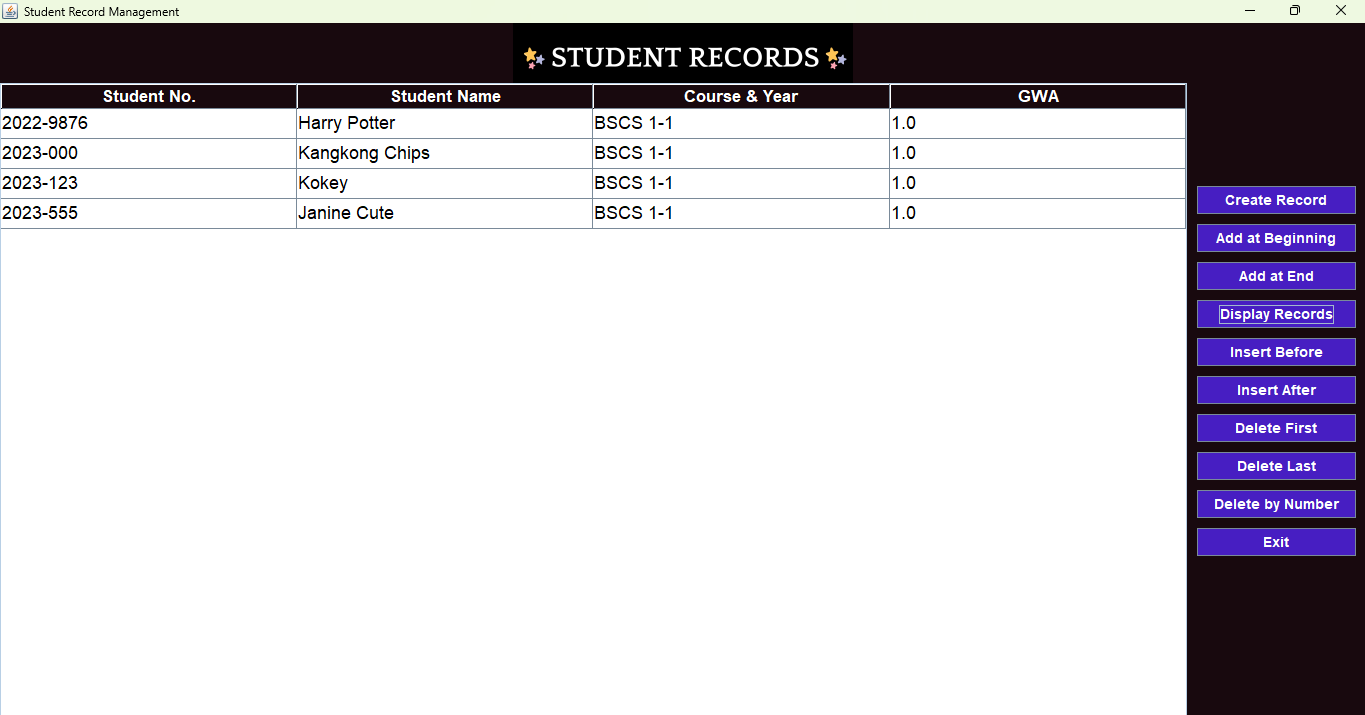 Student Record Management
STUDENT RECORDS
Student No. Student Name Course & Year GWA
2022-9876 Harry Potter BSCS 1-1 1.0
2023-000 Kangkong Chips BSCS 1-1 1.0
2023-123 Kokey BSCS 1-1 1.0
2023-555 Janine Cute BSCS 1-1 1.0
Create Record
Add at Beginning
Add at End
Display Records
Insert Before
Insert After
Delete First
Delete Last
Delete by Number
Exit